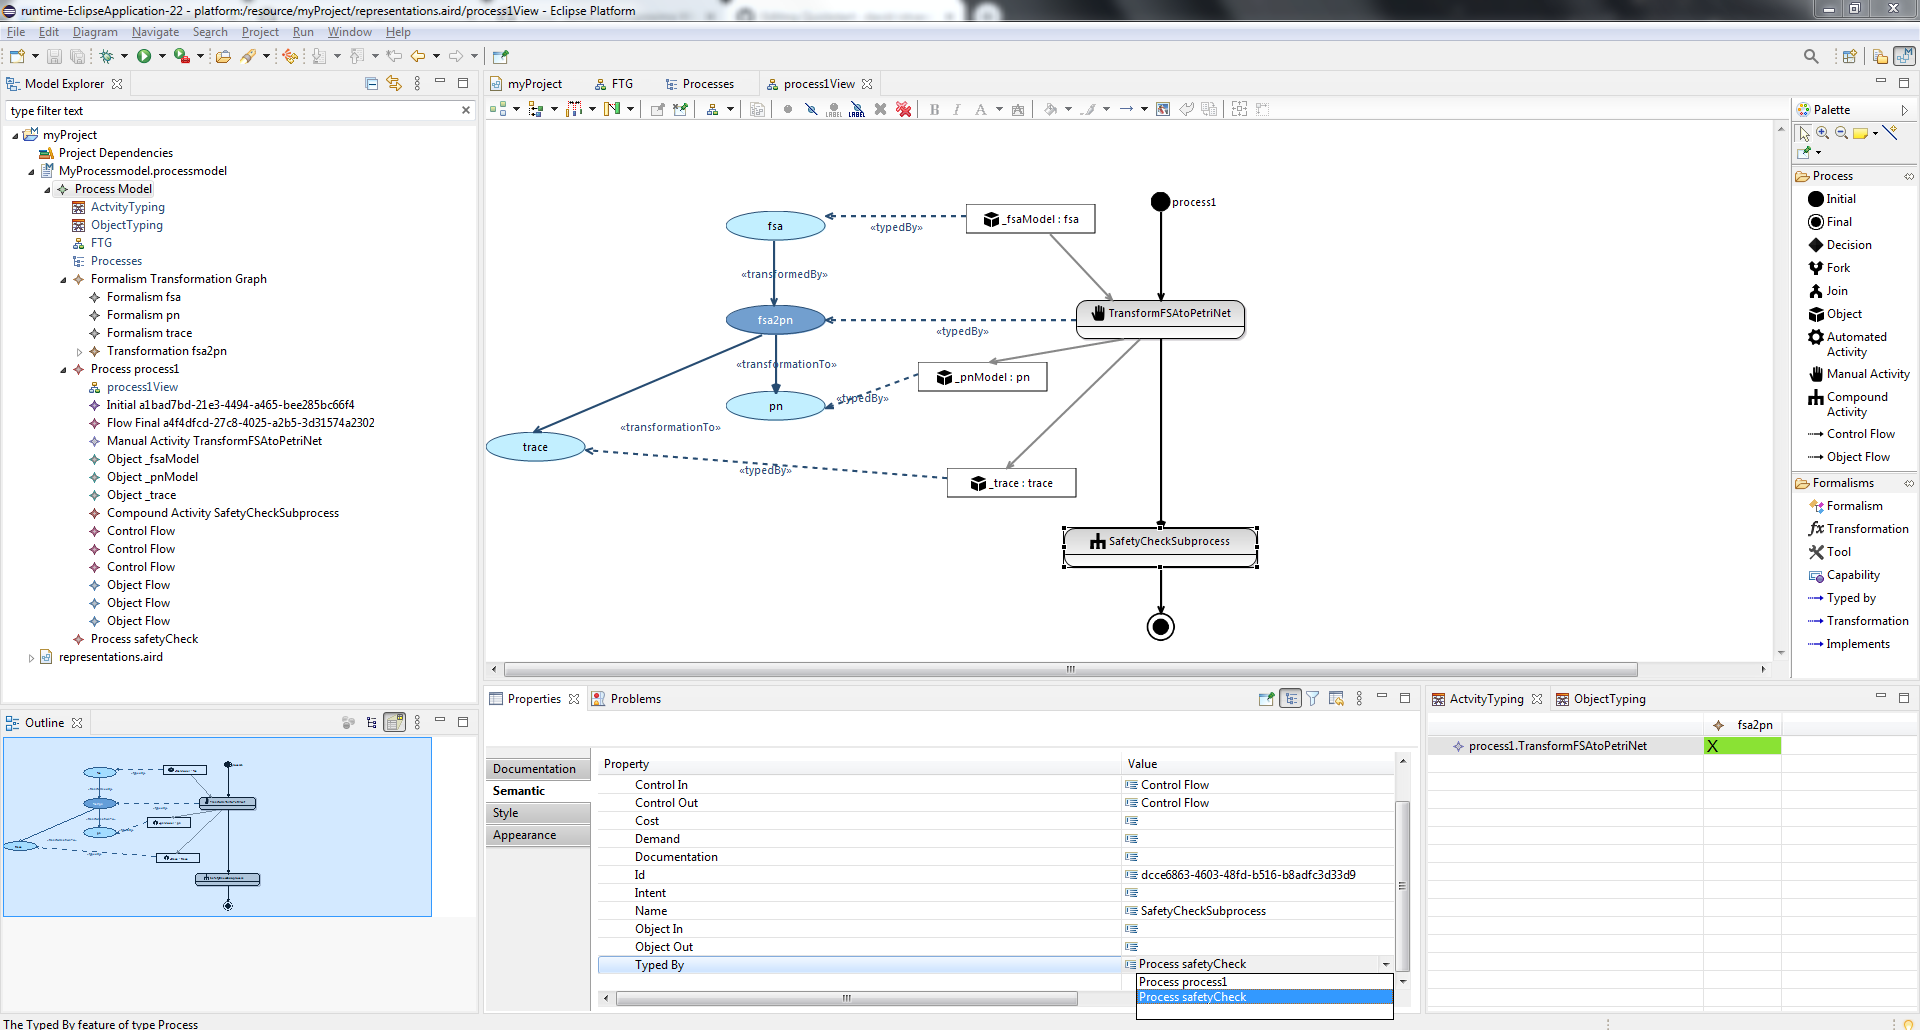 runtime-EclipseApplication-22 - platform:/resource/myProject/representations.aird/process1View - Eclipse Platform
File Edit Diagram Navigate Search Project Run Window Help
Model Explorer
type filter text
myProject
Project Dependencies
MyProcessmodel.processmodel
Process Model
ActvityTyping
ObjectTyping
FTG
Processes
Formalism Transformation Graph
Formalism fsa
Formalism pn
Formalism trace
Transformation fsa2pn
Process process1
process1View
Initial a1bad7bd-21e3-4494-a465-bee285bc66f4
Flow Final a4f4dfcd-27c8-4025-a2b5-3d31574a2302
Manual Activity TransformFSAtoPetriNet
Object _fsaModel
Object _pnModel
Object _trace
Compound Activity SafetyCheckSubprocess
Control Flow
Control Flow
Control Flow
Object Flow
Object Flow
Object Flow
Process safetyCheck
representations.aird
Outline
myProject FTG Processes process1View
LABEL LABEL B I A
process1
fsa
«typedBy»
_fsaModel : fsa
«transformedBy»
fsa2pn
«typedBy»
TransformFSAtoPetriNet
«transformationTo»
_pnModel : pn
«typedBy»
pn
«transformationTo»
trace
«typedBy»
_trace : trace
SafetyCheckSubprocess
Palette
Process
Initial
Final
Decision
Fork
Join
Object
Automated
Activity
Manual Activity
Compound
Activity
Control Flow
Object Flow
Formalisms
Formalism
fx Transformation
Tool
Capability
Typed by
Transformation
Implements
Properties Problems
Documentation
Semantic
Style
Appearance
Property Value
Control In Control Flow
Control Out Control Flow
Cost
Demand
Documentation
Id dcce6863-4603-48fd-b516-b8adfc3d33d9
Intent
Name SafetyCheckSubprocess
Object In
Object Out
Typed By Process safetyCheck
Process process1
Process safetyCheck
ActvityTyping ObjectTyping
fsa2pn
process1.TransformFSAtoPetriNet X
The Typed By feature of type Process